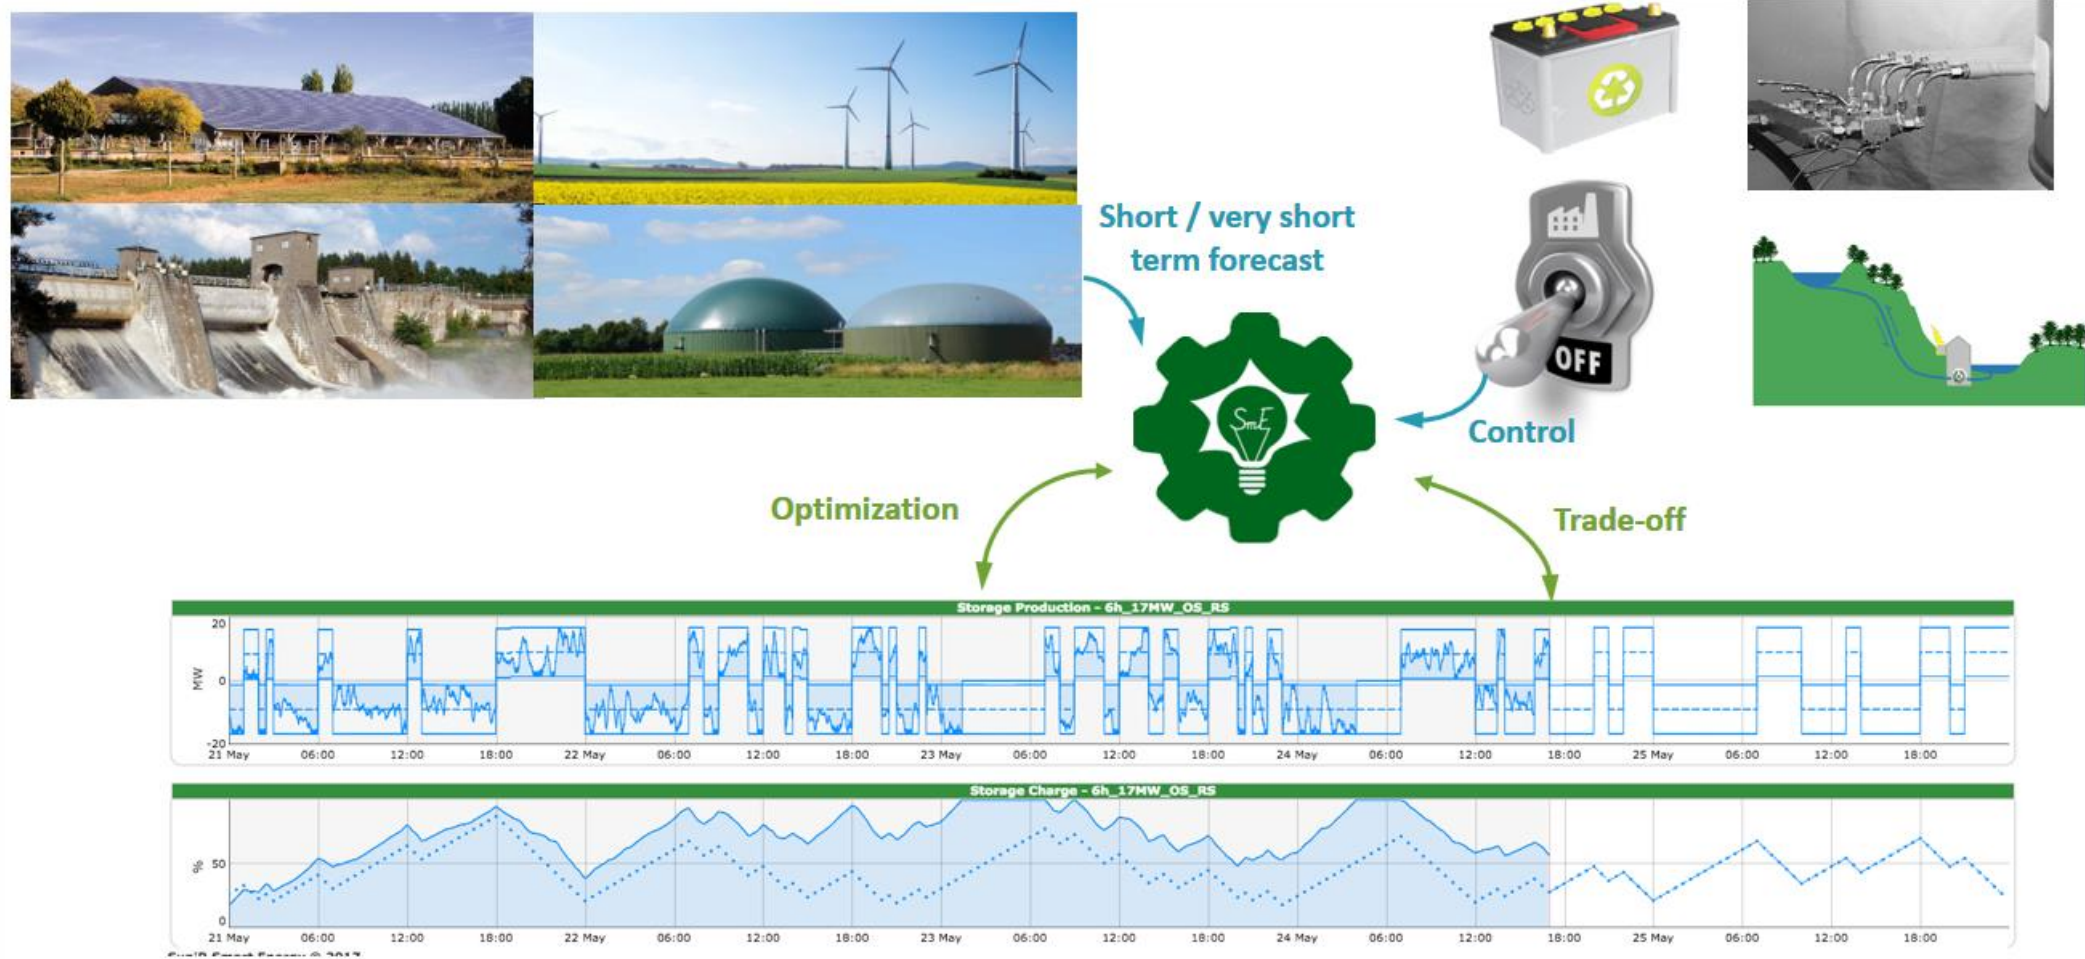 Short / very short
term forecast
OFF
Control
SmE
Optimization
Trade-off
Storage Production - 6h_17MW_OS_RS
20
0
-20
MW
21 May 06:00 12:00 18:00 22 May 06:00 12:00 18:00 23 May 06:00 12:00 18:00 24 May 06:00 12:00 18:00 25 May 06:00 12:00 18:00
Storage Charge - 6h_17MW_OS_RS
%
50
0
21 May 06:00 12:00 18:00 22 May 06:00 12:00 18:00 23 May 06:00 12:00 18:00 24 May 06:00 12:00 18:00 25 May 06:00 12:00 18:00
Smart Energy © 2017